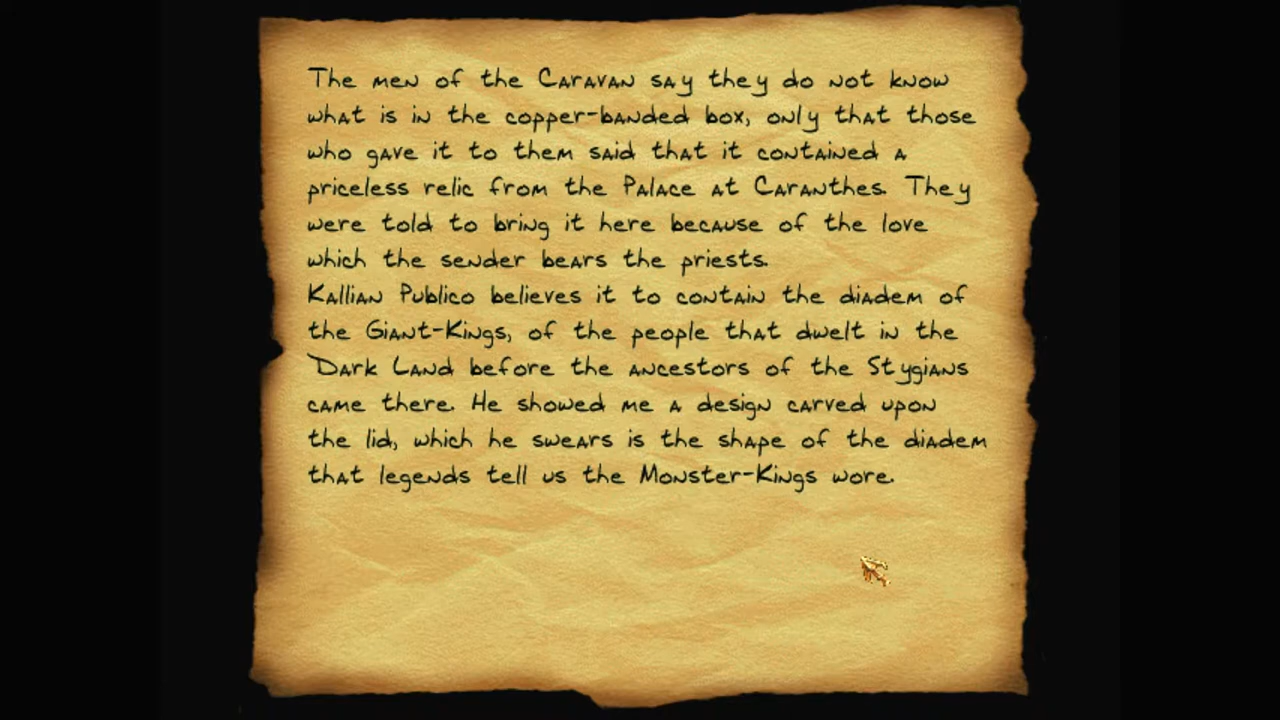 The men of the Caravan say they do not know
what is in the copper-banded box, only that those
who gave it to them said that it contained a
priceless relic from the Palace at Caranthes. They
were told to bring it here because of the love
which the sender bears the priests.
Kallian Publico believes it to contain the diadem of
the Giant-Kings, of the people that dwelt in the
Dark Land before the ancestors of the Stygians
came there. He showed me a design carved upon
the lid, which he swears is the shape of the diadem
that legends tell us the Monster-Kings wore.